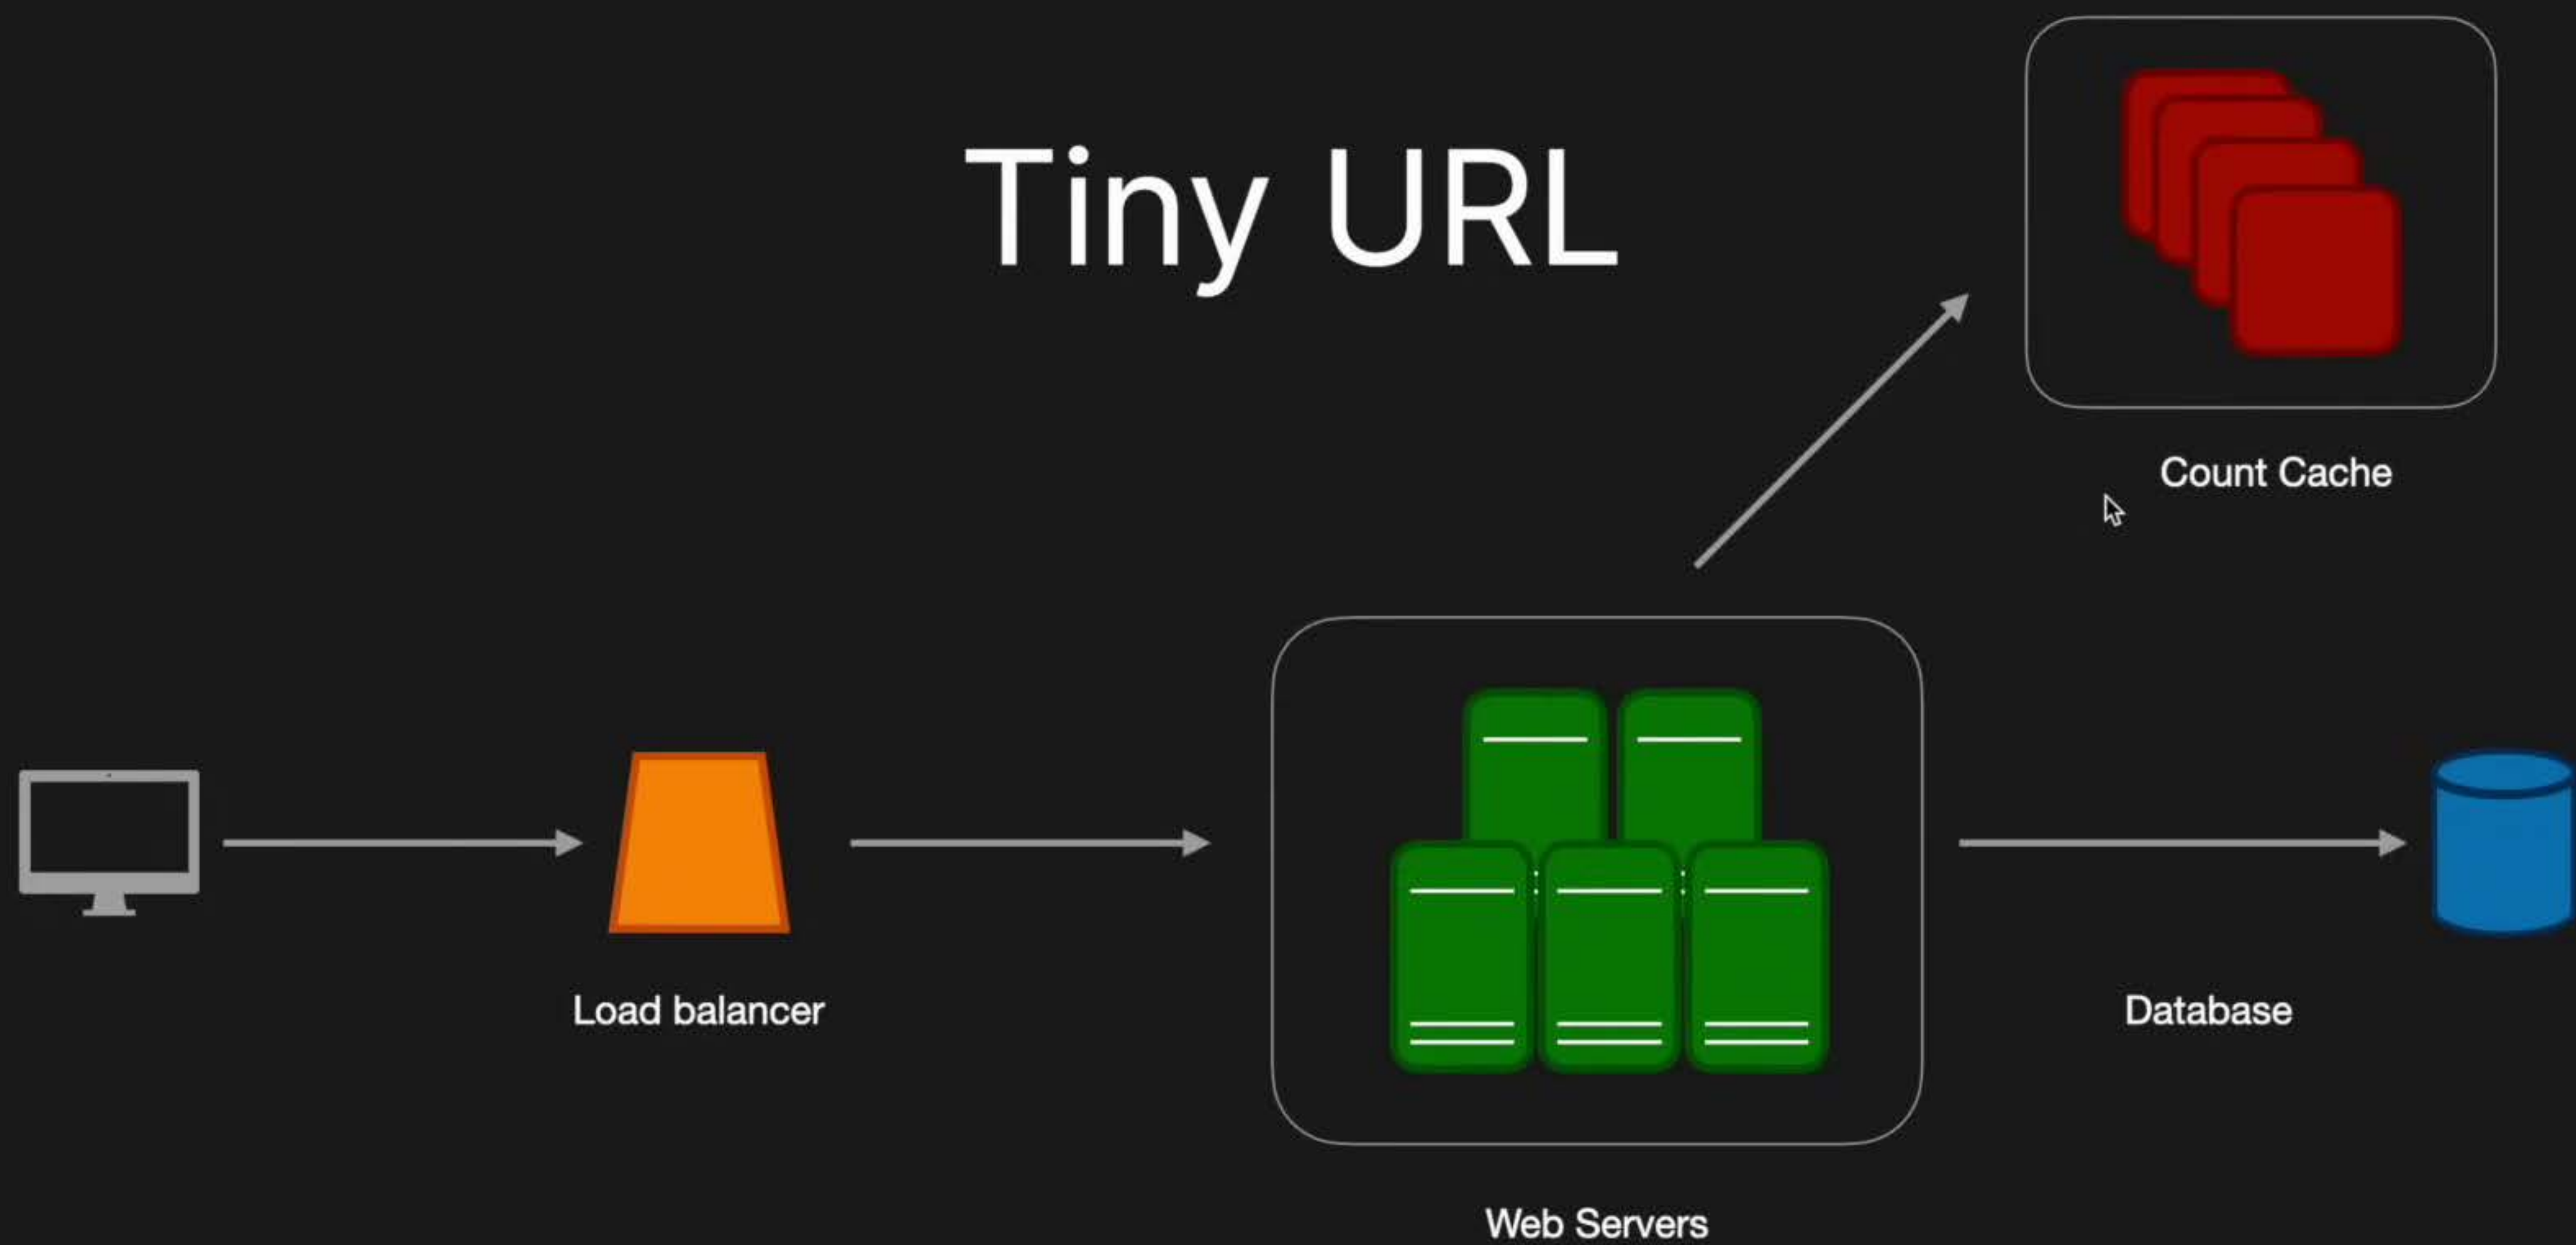 Tiny URL
Count Cache
Load balancer
Database
Web Servers